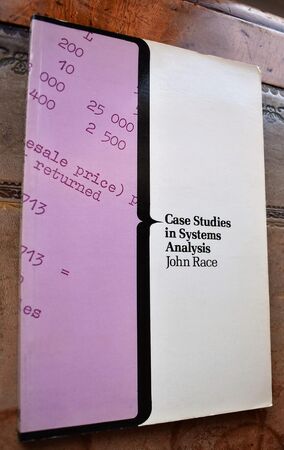 L
200
10
8 000
25 000
400
2 500
esale price) p
returned
713
713 =
es
Case Studies
in Systems
Analysis
John Race